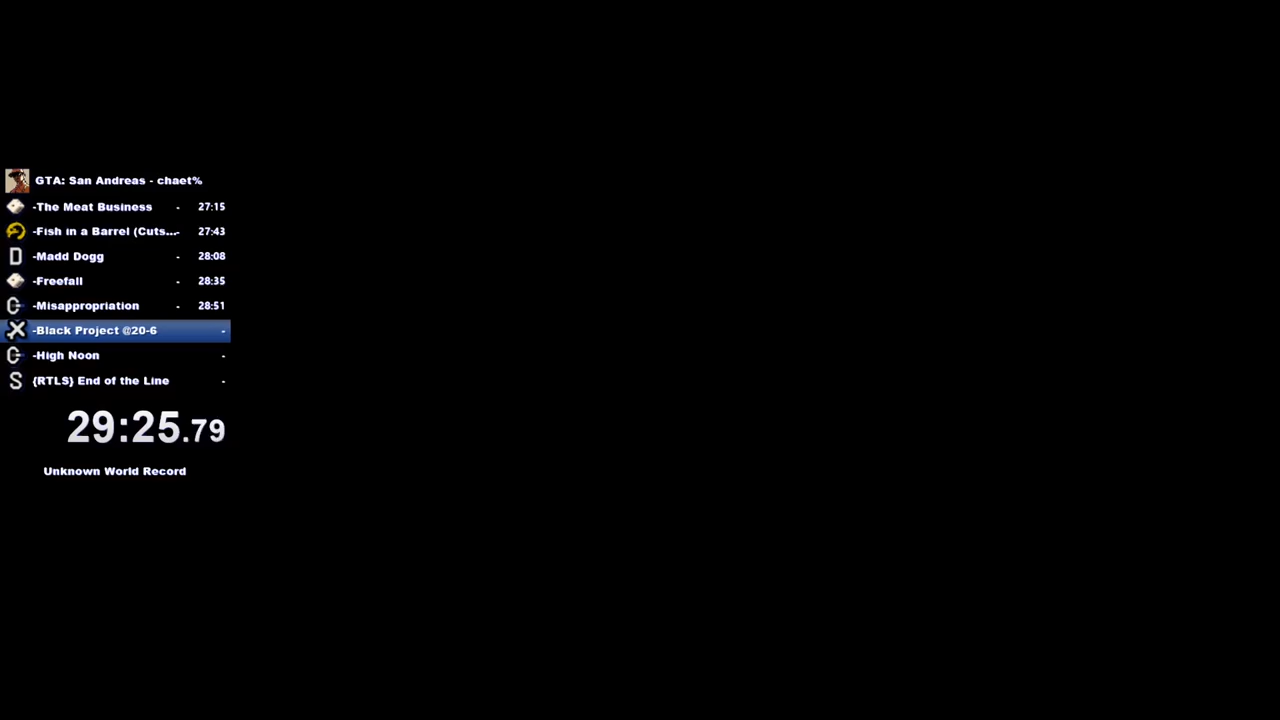 GTA: San Andreas - chaet%
-The Meat Business - 27:15
-Fish in a Barrel (Cuts...- 27:43
-Madd Dogg - 28:08
-Freefall - 28:35
-Misappropriation - 28:51
-Black Project @20-6 -
-High Noon -
{RTLS} End of the Line -
29:25.79
Unknown World Record